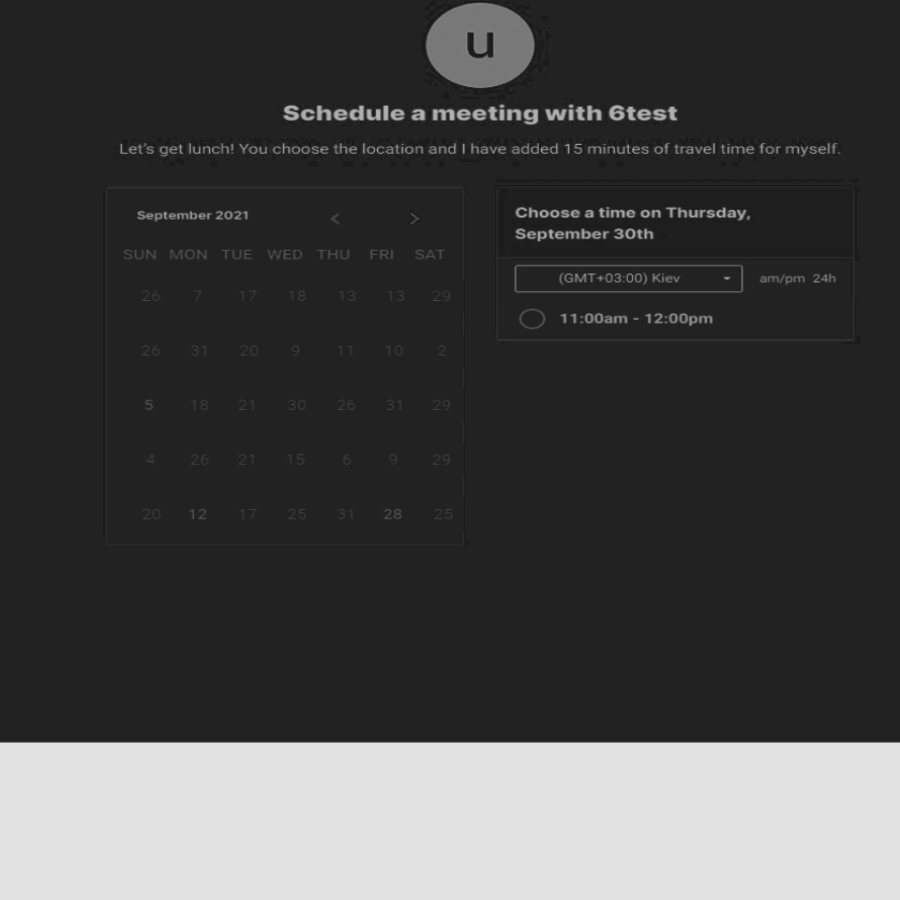 u
Schedule a meeting with 6test
Let's get lunch! You choose the location and I have added 15 minutes of travel time for myself.
September 2021 < >
SUN MON TUE WED THU FRI SAT
26 7 17 18 13 13 29
26 31 20 9 11 10 2
5 18 21 30 26 31 29
4 26 21 15 6 9 29
20 12 17 25 31 28 25
Choose a time on Thursday,
September 30th
(GMT+03:00) Kiev am/pm 24h
11:00am - 12:00pm